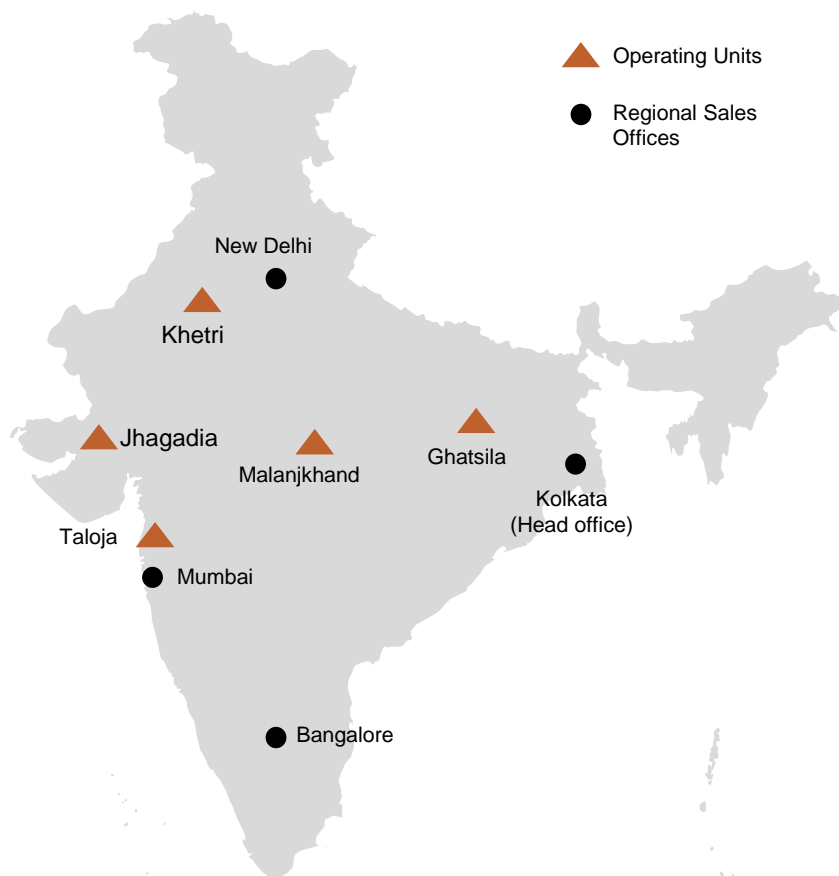 Operating Units
Regional Sales
Offices
New Delhi
Khetri
Jhagadia
Malanjkhand
Ghatsila
Kolkata
(Head office)
Taloja
Mumbai
Bangalore